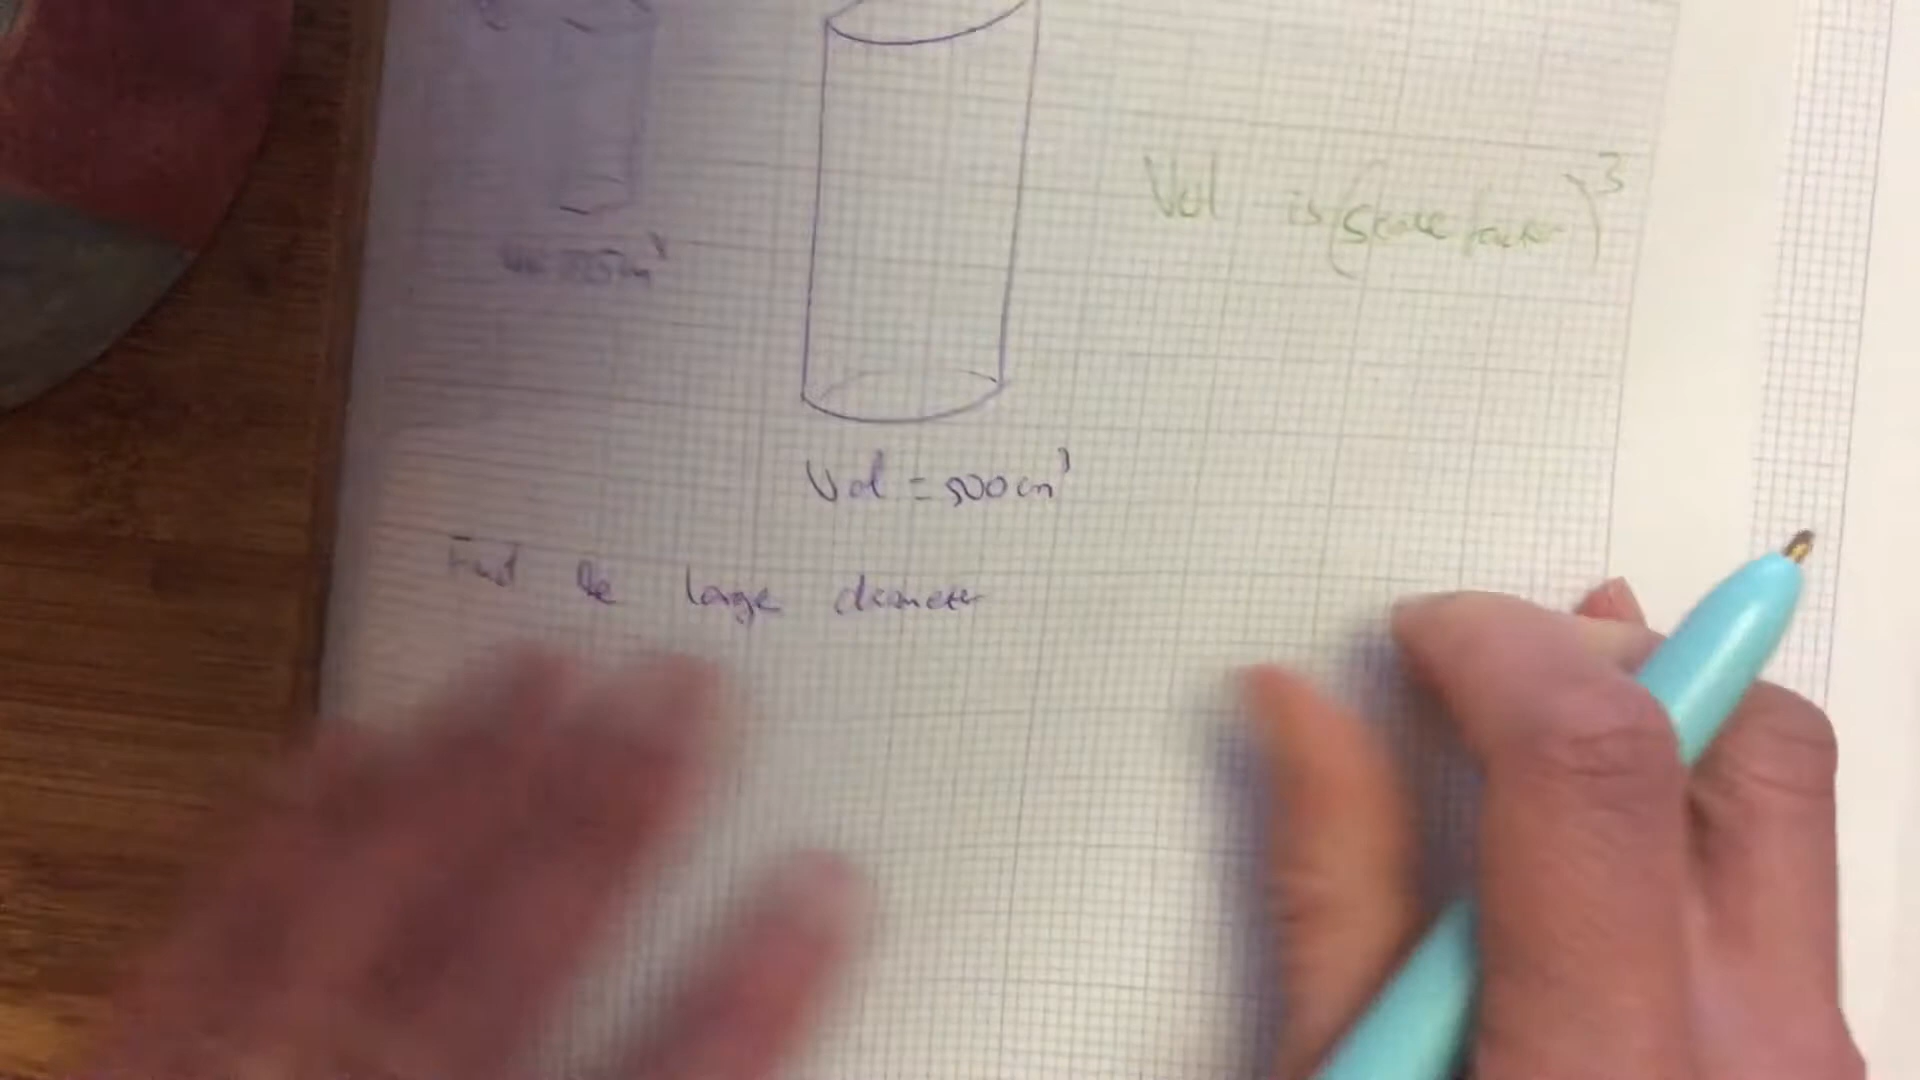 Vol is (scale factor)³
Vol = 500cm³
Find the large diameter